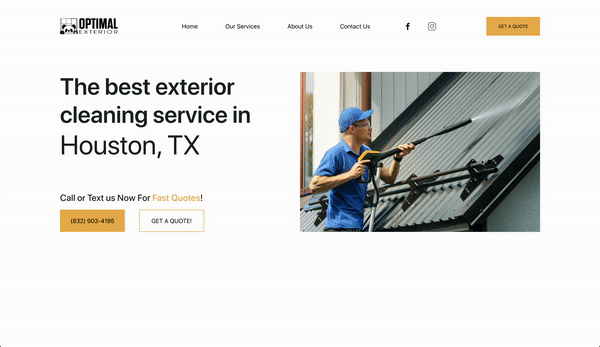 OPTIMAL
EXTERIOR
Home
Our Services
About Us
Contact Us
GET A QUOTE
The best exterior
cleaning service in
Houston, TX
Call or Text us Now For Fast Quotes!
(832) 903-4195
GET A QUOTE!